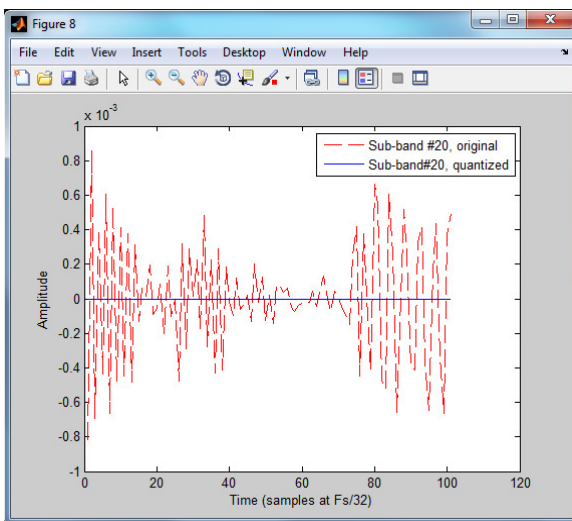 Figure 8
File Edit View Insert Tools Desktop Window Help
x 10^-3
1
0.8
0.6
0.4
0.2
0
-0.2
-0.4
-0.6
-0.8
-1
Amplitude
Sub-band #20, original
Sub-band#20, quantized
0 20 40 60 80 100 120
Time (samples at Fs/32)